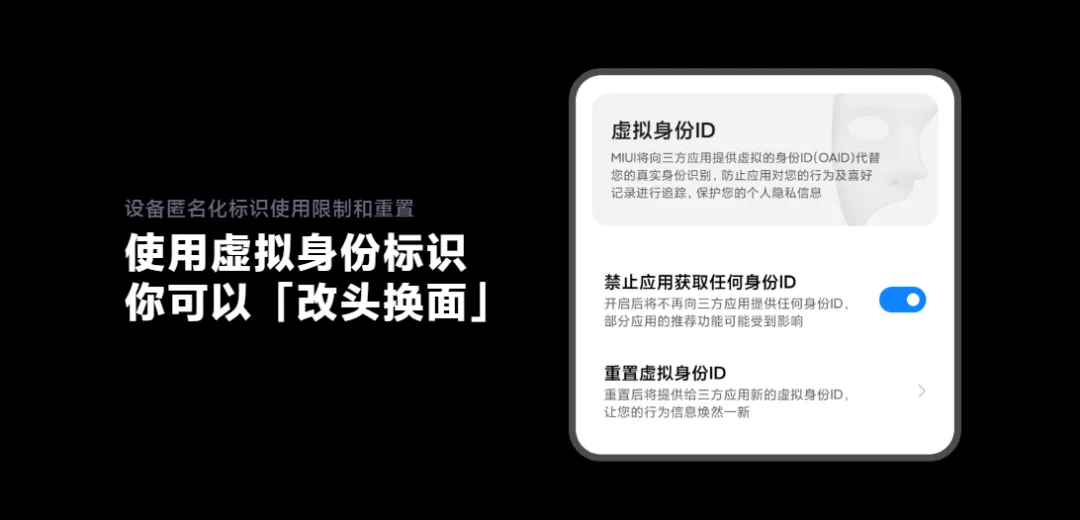 设备匿名化标识使用限制和重置
使用虚拟身份标识
你可以「改头换面」
虚拟身份ID
MIUI将向三方应用提供虚拟的身份ID(OAID)代替
您的真实身份识别，防止应用对您的行为及喜好
记录进行追踪，保护您的个人隐私信息
禁止应用获取任何身份ID
开启后将不再向三方应用提供任何身份ID，
部分应用的推荐功能可能受到影响
重置虚拟身份ID
重置后将提供给三方应用新的虚拟身份ID，
让您的行为信息焕然一新